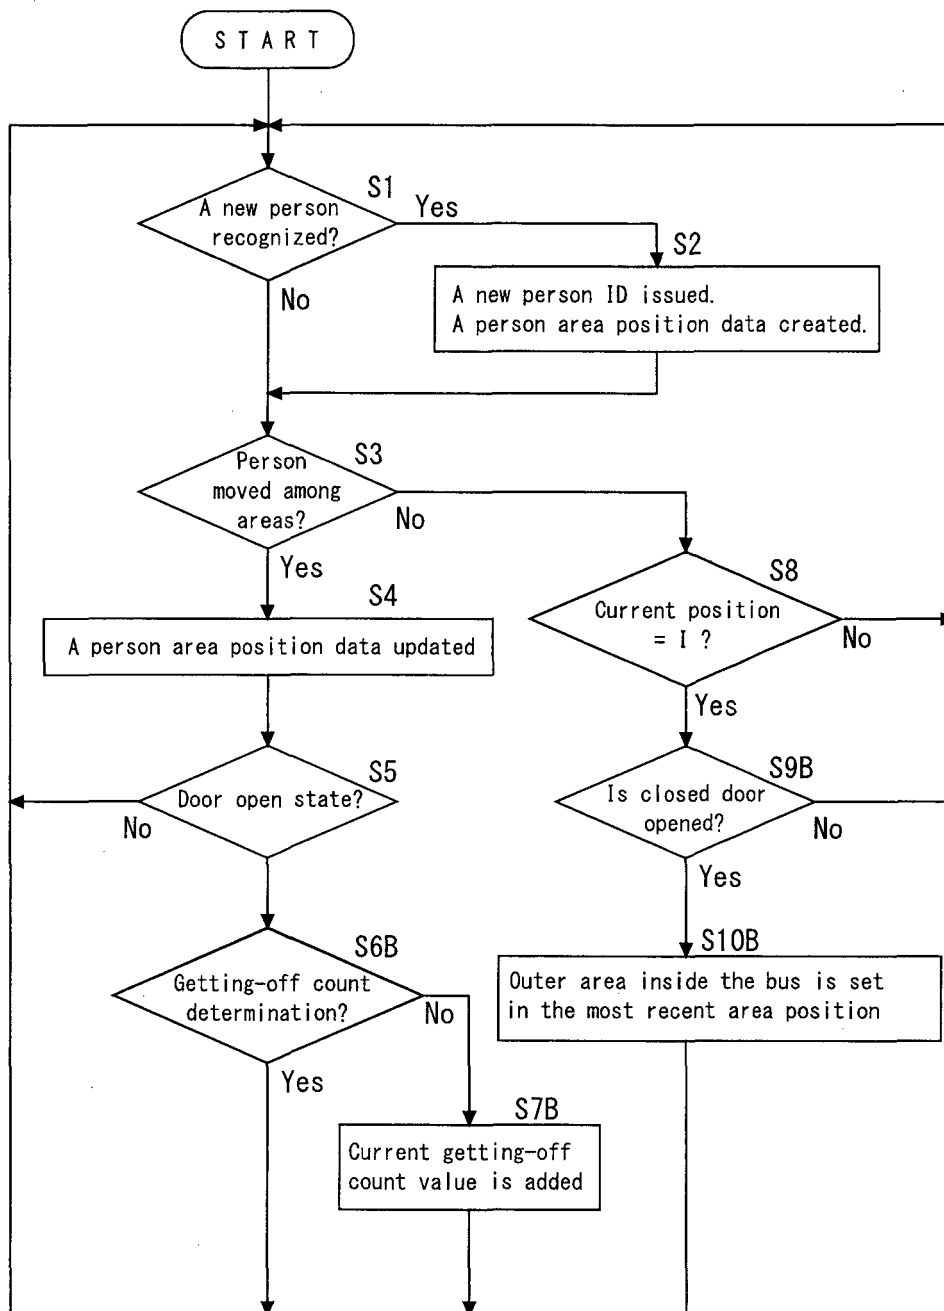 START
S1
A new person
recognized?
Yes
No
S2
A new person ID issued.
A person area position data created.
S3
Person
moved among
areas?
No
Yes
S4
A person area position data updated
S8
Current position
= I ?
No
Yes
S5
Door open state?
No
S9B
Is closed door
opened?
No
Yes
S6B
Getting-off count
determination?
No
Yes
S10B
Outer area inside the bus is set
in the most recent area position
S7B
Current getting-off
count value is added